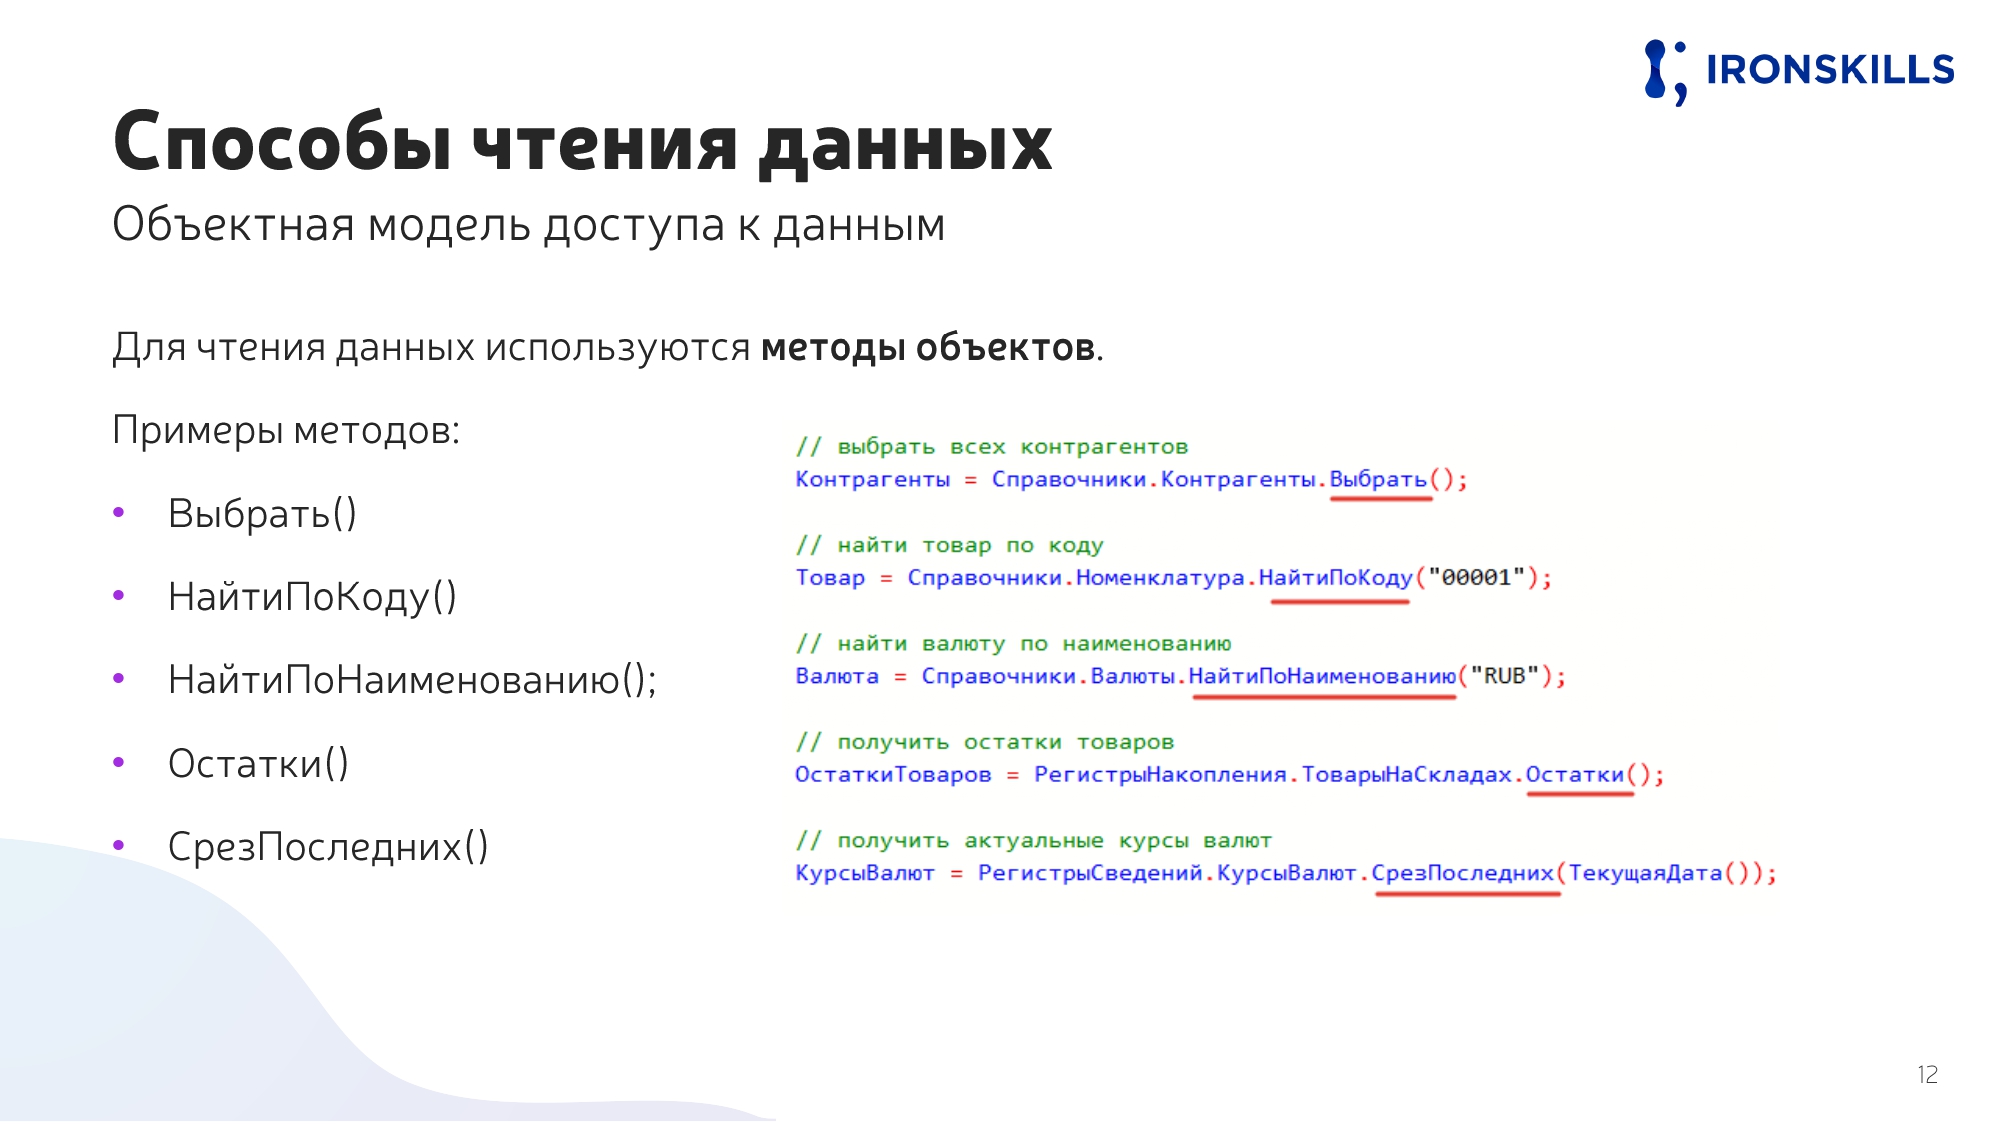 IRONSKILLS
Способы чтения данных
Объектная модель доступа к данным
Для чтения данных используются методы объектов.
Примеры методов:
• Выбрать()
• НайтиПоКоду()
• НайтиПоНаименованию();
• Остатки()
• СрезПоследних()
// выбрать всех контрагентов
Контрагенты = Справочники.Контрагенты.Выбрать();
// найти товар по коду
Товар = Справочники.Номенклатура.НайтиПоКоду("00001");
// найти валюту по наименованию
Валюта = Справочники.Валюты.НайтиПоНаименованию("RUB");
// получить остатки товаров
ОстаткиТоваров = РегистрыНакопления.ТоварыНаСкладах.Остатки();
// получить актуальные курсы валют
КурсыВалют = РегистрыСведений.КурсыВалют.СрезПоследних(ТекущаяДата());
12